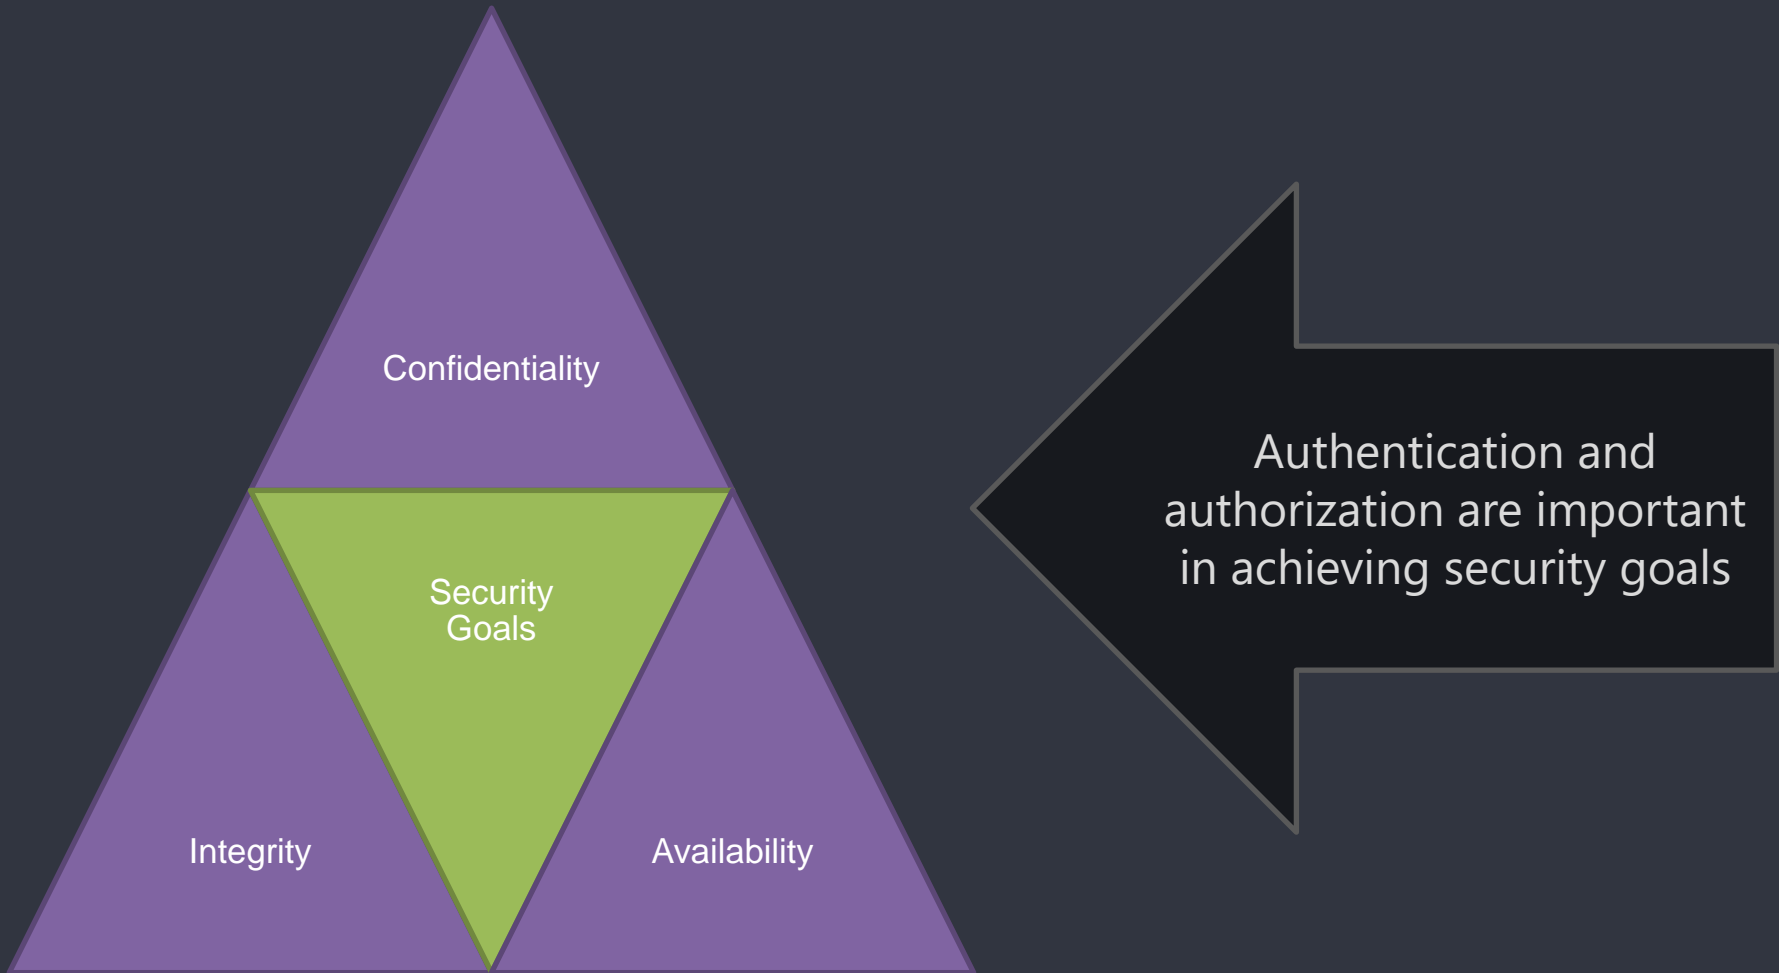 Confidentiality
Security
Goals
Integrity
Availability
Authentication and
authorization are important
in achieving security goals